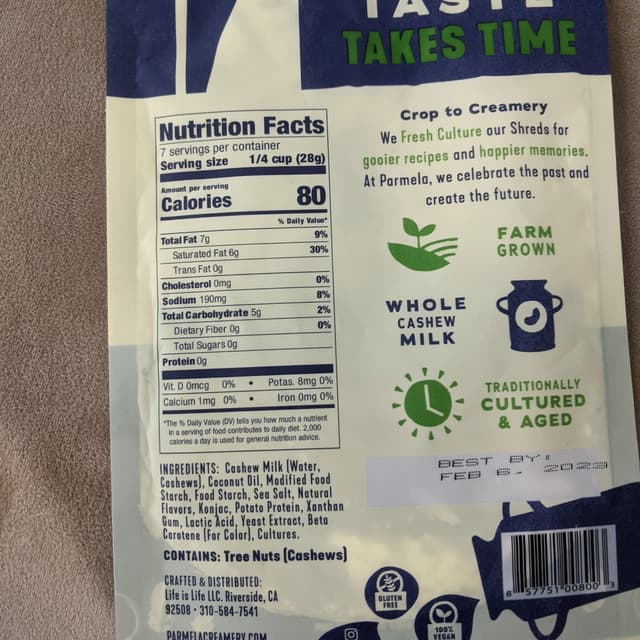 TASTE
TAKES TIME
Nutrition Facts
7 servings per container
Serving size 1/4 cup (28g)
Amount per serving
Calories 80
% Daily Value*
Total Fat 7g 9%
Saturated Fat 6g 30%
Trans Fat 0g
Cholesterol 0mg 0%
Sodium 190mg 8%
Total Carbohydrate 5g 2%
Dietary Fiber 0g 0%
Total Sugars 0g
Protein 0g
Vit. D 0mcg 0% • Potas. 8mg 0%
Calcium 1mg 0% • Iron 0mg 0%
*The % Daily Value (DV) tells you how much a nutrient
in a serving of food contributes to daily diet. 2,000
calories a day is used for general nutrition advice.
INGREDIENTS: Cashew Milk (Water,
Cashews), Coconut Oil, Modified Food
Starch, Food Starch, Sea Salt, Natural
Flavors, Konjac, Potato Protein, Xanthan
Gum, Lactic Acid, Yeast Extract, Beta
Carotene (For Color), Cultures.
CONTAINS: Tree Nuts (Cashews)
CRAFTED & DISTRIBUTED:
Life is Life LLC. Riverside, CA
92508 • 310-584-7541
PARMELACREAMERY.COM
Crop to Creamery
We Fresh Culture our Shreds for
gooier recipes and happier memories.
At Parmela, we celebrate the past and
create the future.
FARM
GROWN
WHOLE
CASHEW
MILK
TRADITIONALLY
CULTURED
& AGED
BEST BY:
FEB 6, 2023
GLUTEN
FREE
100%
VEGAN
8 57751 00800 3